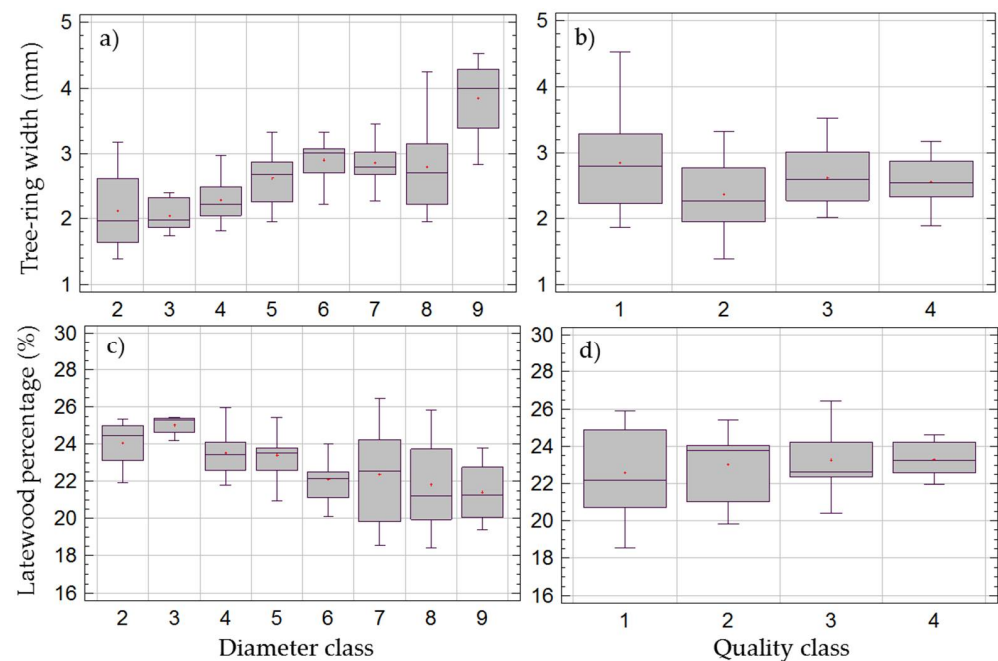 a)
b)
Tree-ring width (mm)
5
4
3
2
1
5
4
3
2
1
2 3 4 5 6 7 8 9
1 2 3 4
c)
d)
Latewood percentage (%)
30
28
26
24
22
20
18
16
30
28
26
24
22
20
18
16
2 3 4 5 6 7 8 9
1 2 3 4
Diameter class
Quality class